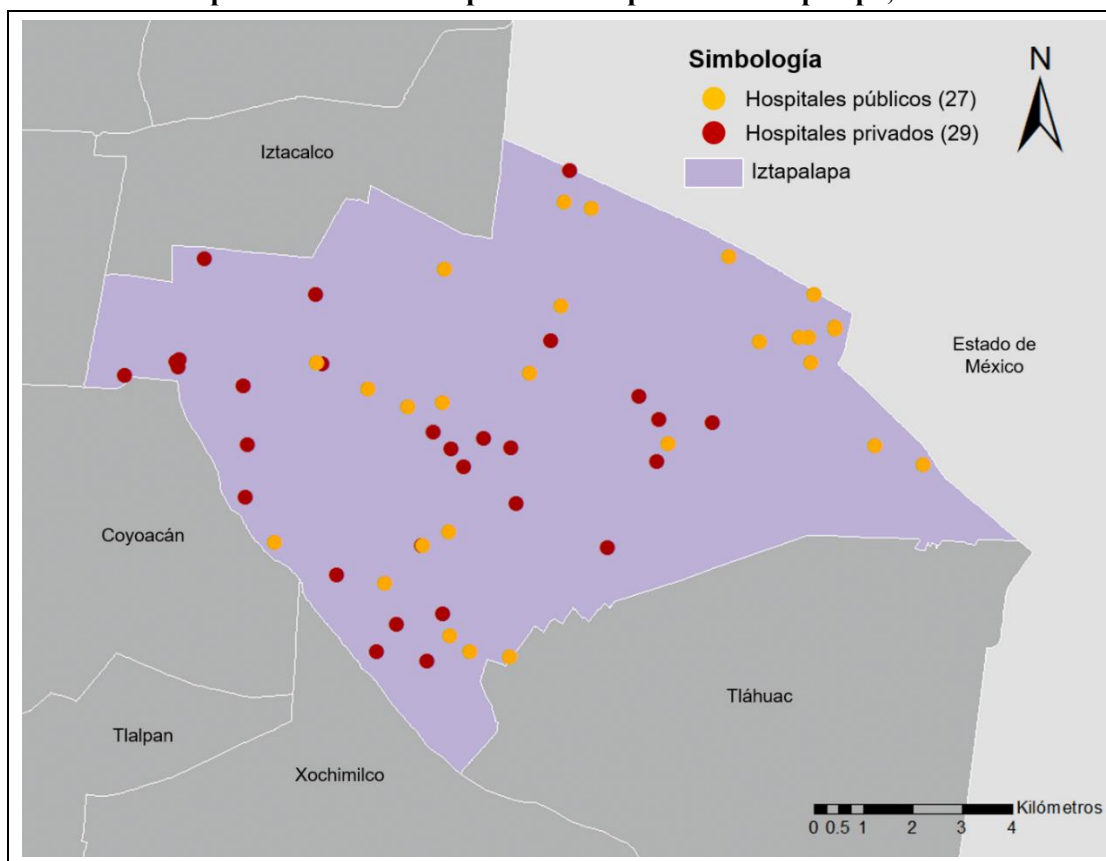 Simbología
N
Hospitales públicos (27)
Hospitales privados (29)
Iztapalapa
Iztacalco
Estado de
México
Coyoacán
Tláhuac
Tlalpan
Xochimilco
Kilómetros
0 0.5 1 2 3 4